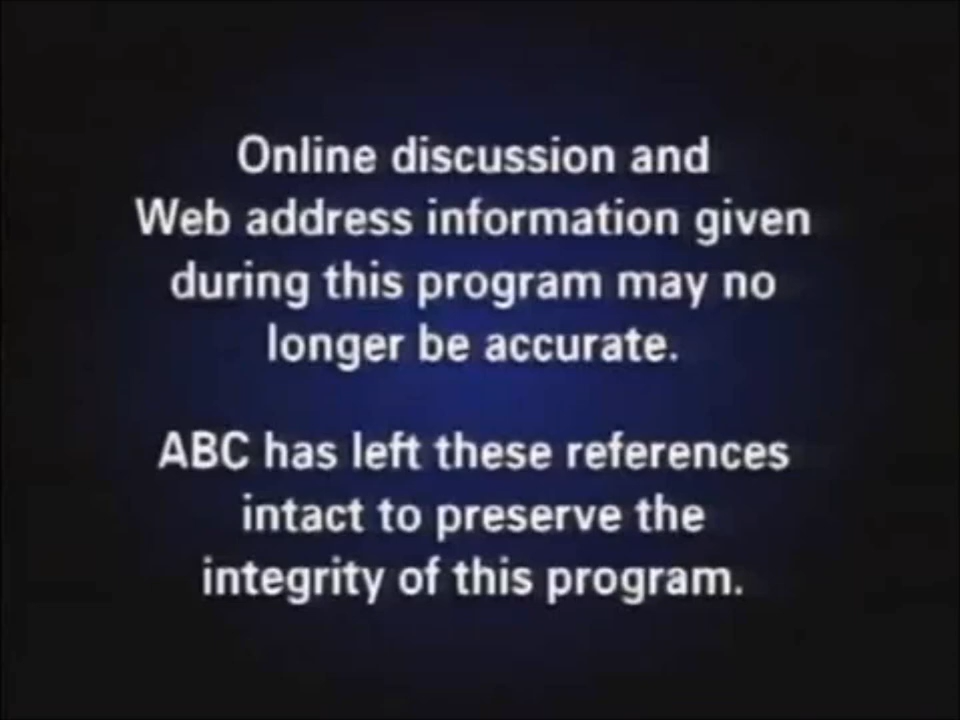 Online discussion and
Web address information given
during this program may no
longer be accurate.
ABC has left these references
intact to preserve the
integrity of this program.